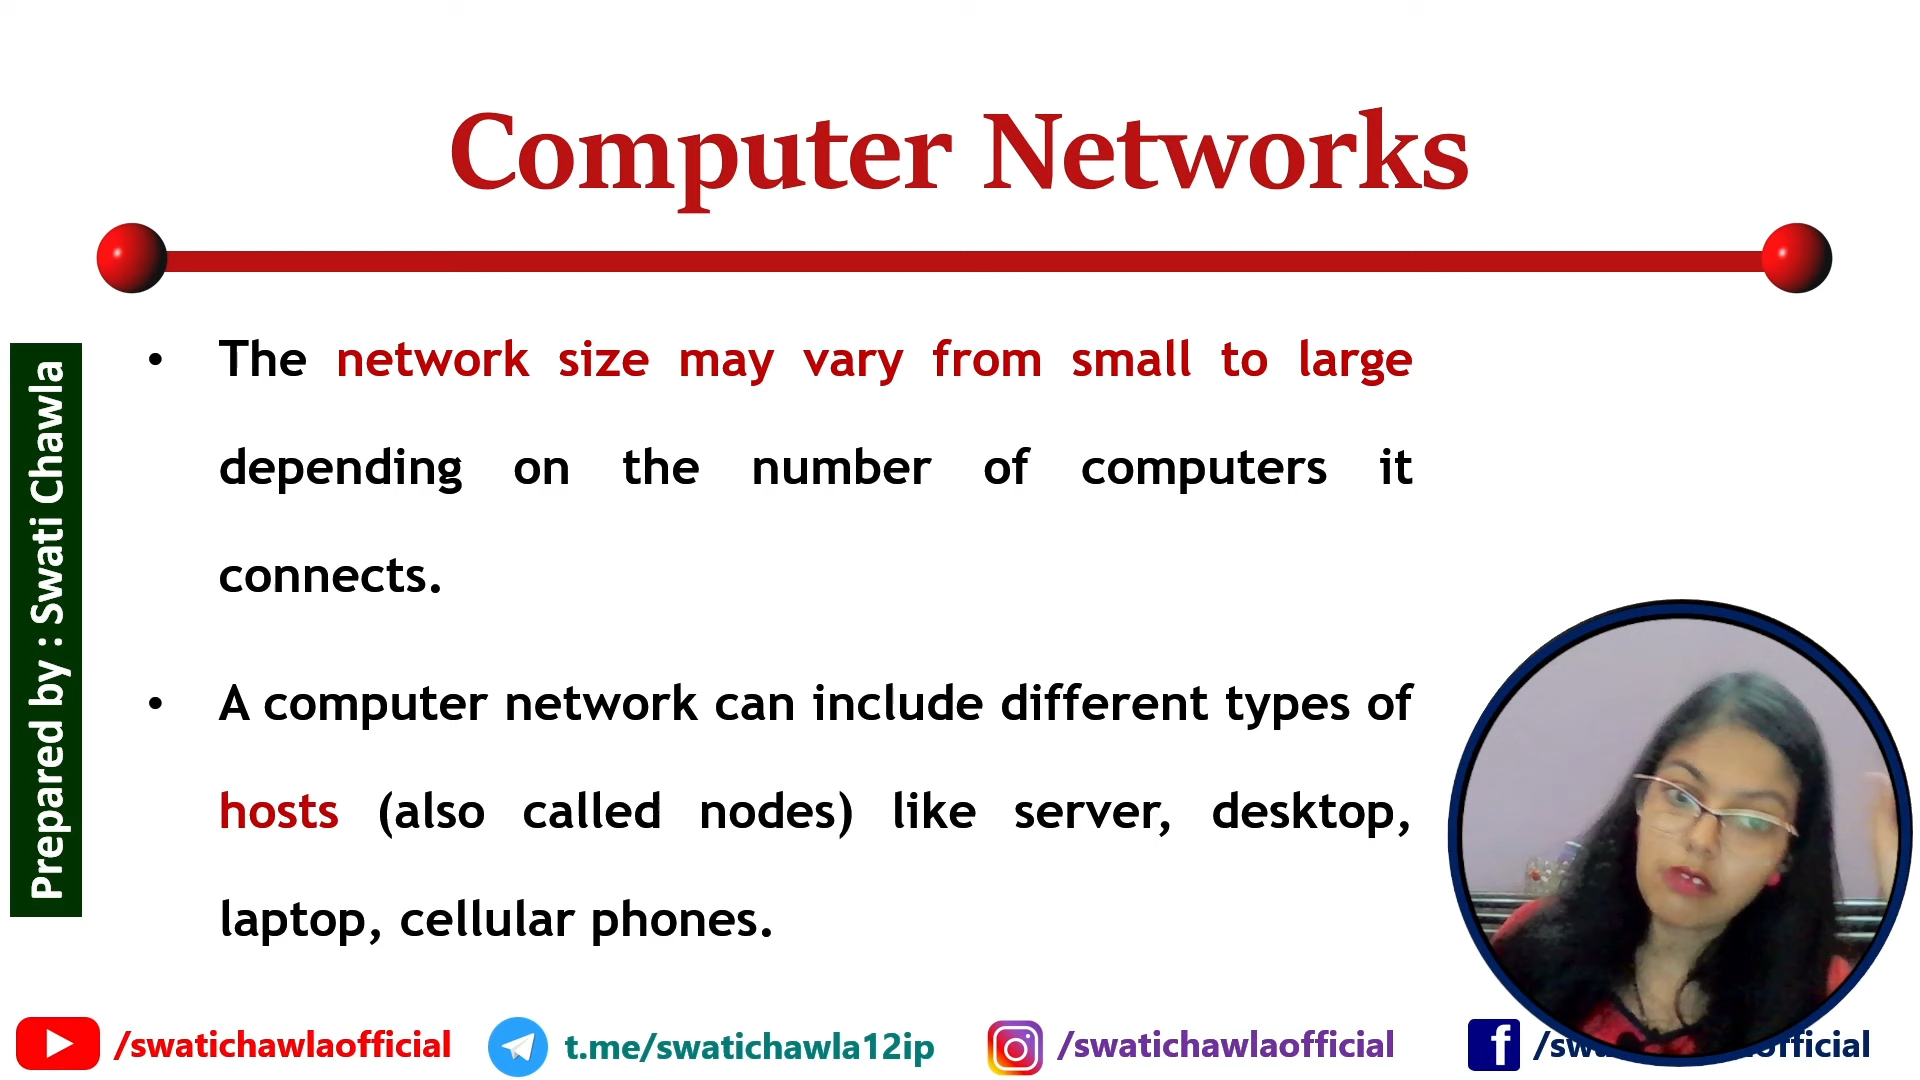 Computer Networks
• The network size may vary from small to large
depending on the number of computers it
connects.
• A computer network can include different types of
hosts (also called nodes) like server, desktop,
laptop, cellular phones.
Prepared by : Swati Chawla
/swatichawlaofficial
t.me/swatichawla12ip
/swatichawlaofficial